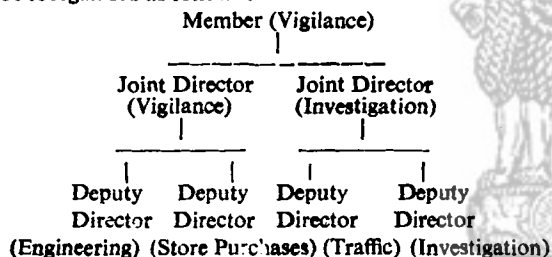 Member (Vigilance)
Joint Director Joint Director
(Vigilance) (Investigation)
Deputy Deputy Deputy Deputy
Director Director Director Director
(Engineering) (Store Purchases) (Traffic) (Investigation)